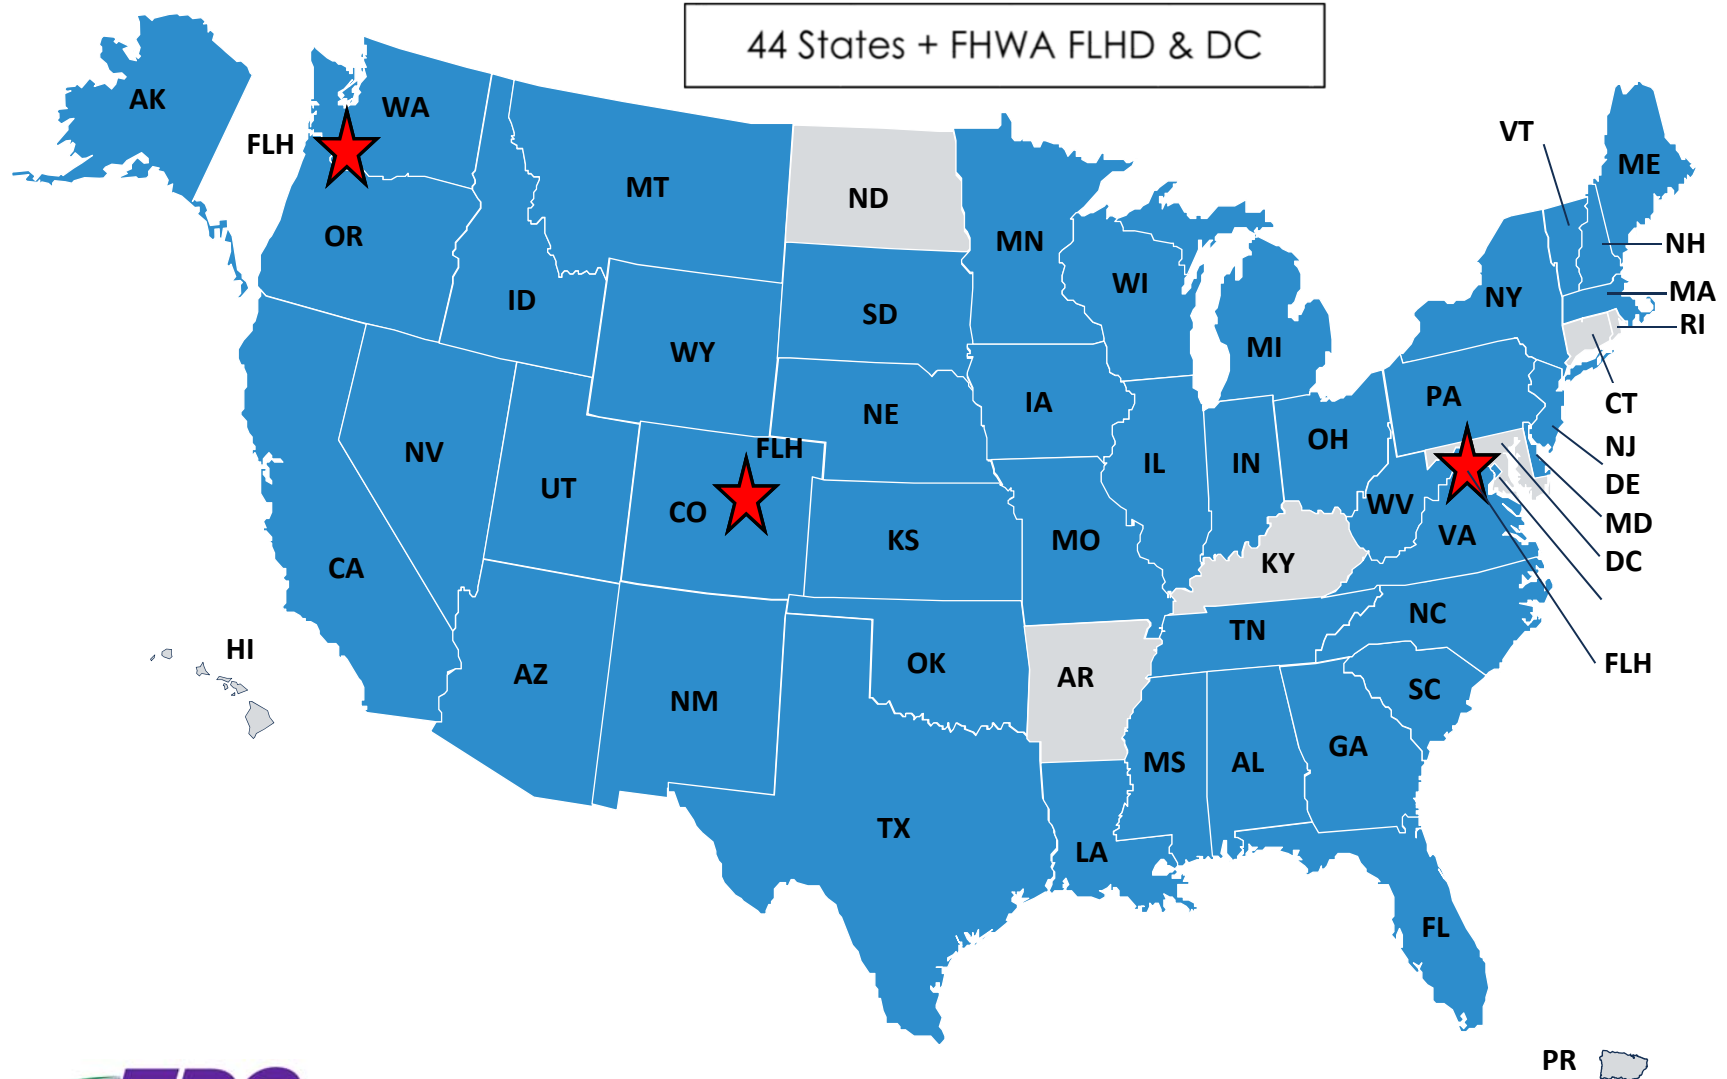 44 States + FHWA FLHD & DC
AK
WA
FLH
VT
ME
MT
ND
OR
MN
NH
WI
MA
ID
NY
SD
RI
WY
MI
PA
IA
CT
NE
OH
NJ
FLH
NV
IL
IN
DE
UT
CO
WV
MD
KS
MO
VA
DC
CA
KY
NC
TN
HI
OK
FLH
AZ
AR
SC
NM
GA
MS
AL
TX
LA
FL
PR